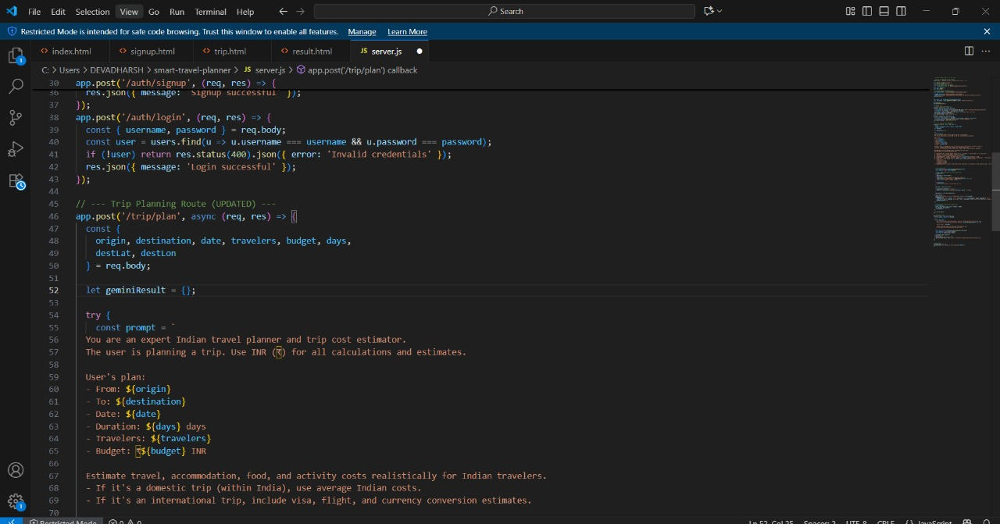 File Edit Selection View Go Run Terminal Help Search
Restricted Mode is intended for safe code browsing. Trust this window to enable all features. Manage Learn More
index.html signup.html trip.html result.html JS server.js
C: > Users > DEVADHARSH > smart-travel-planner > JS server.js > app.post('/trip/plan') callback
30 app.post('/auth/signup', (req, res) => {
36 res.json({ message: 'Signup successful' });
37 });
38 app.post('/auth/login', (req, res) => {
39 const { username, password } = req.body;
40 const user = users.find(u => u.username === username && u.password === password);
41 if (!user) return res.status(400).json({ error: 'Invalid credentials' });
42 res.json({ message: 'Login successful' });
43 });
44
45 // --- Trip Planning Route (UPDATED) ---
46 app.post('/trip/plan', async (req, res) => {
47 const {
48 origin, destination, date, travelers, budget, days,
49 destLat, destLon
50 } = req.body;
51
52 let geminiResult = {};
53
54 try {
55 const prompt = `
56 You are an expert Indian travel planner and trip cost estimator.
57 The user is planning a trip. Use INR (₹) for all calculations and estimates.
58
59 User's plan:
60 - From: ${origin}
61 - To: ${destination}
62 - Date: ${date}
63 - Duration: ${days} days
64 - Travelers: ${travelers}
65 - Budget: ₹${budget} INR
66
67 Estimate travel, accommodation, food, and activity costs realistically for Indian travelers.
68 - If it's a domestic trip (within India), use average Indian costs.
69 - If it's an international trip, include visa, flight, and currency conversion estimates.
70
Restricted Mode 0 0 Ln 52, Col 25 Spaces: 2 UTF-8 CRLF {} JavaScript